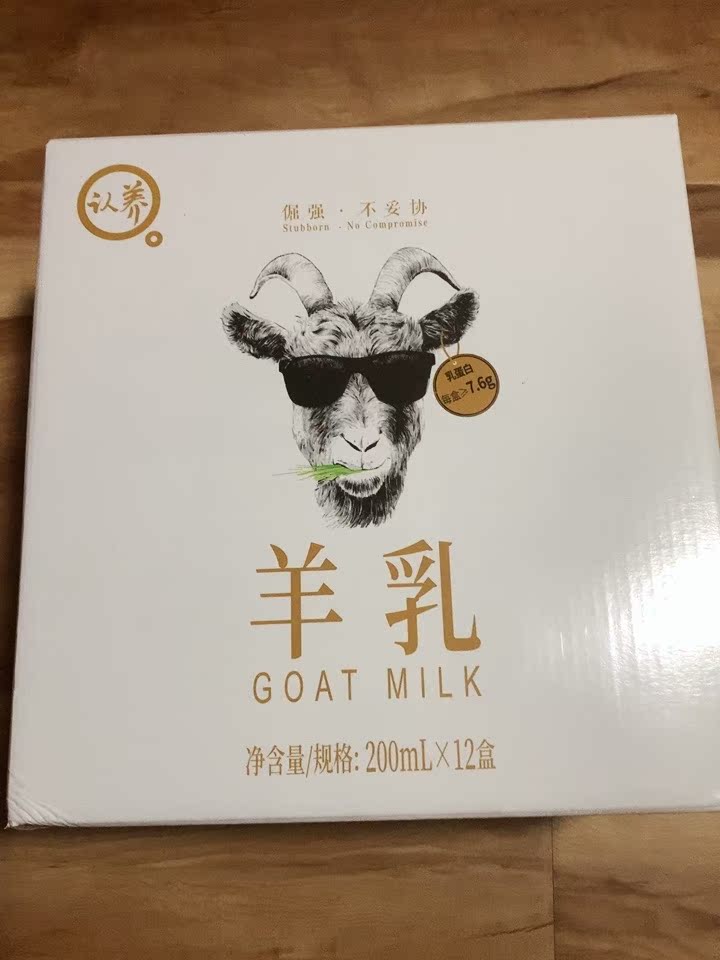 认养
倔强 · 不妥协
Stubborn · No Compromise
乳蛋白
每盒≥7.6g
羊乳
GOAT MILK
净含量/规格: 200mL×12盒